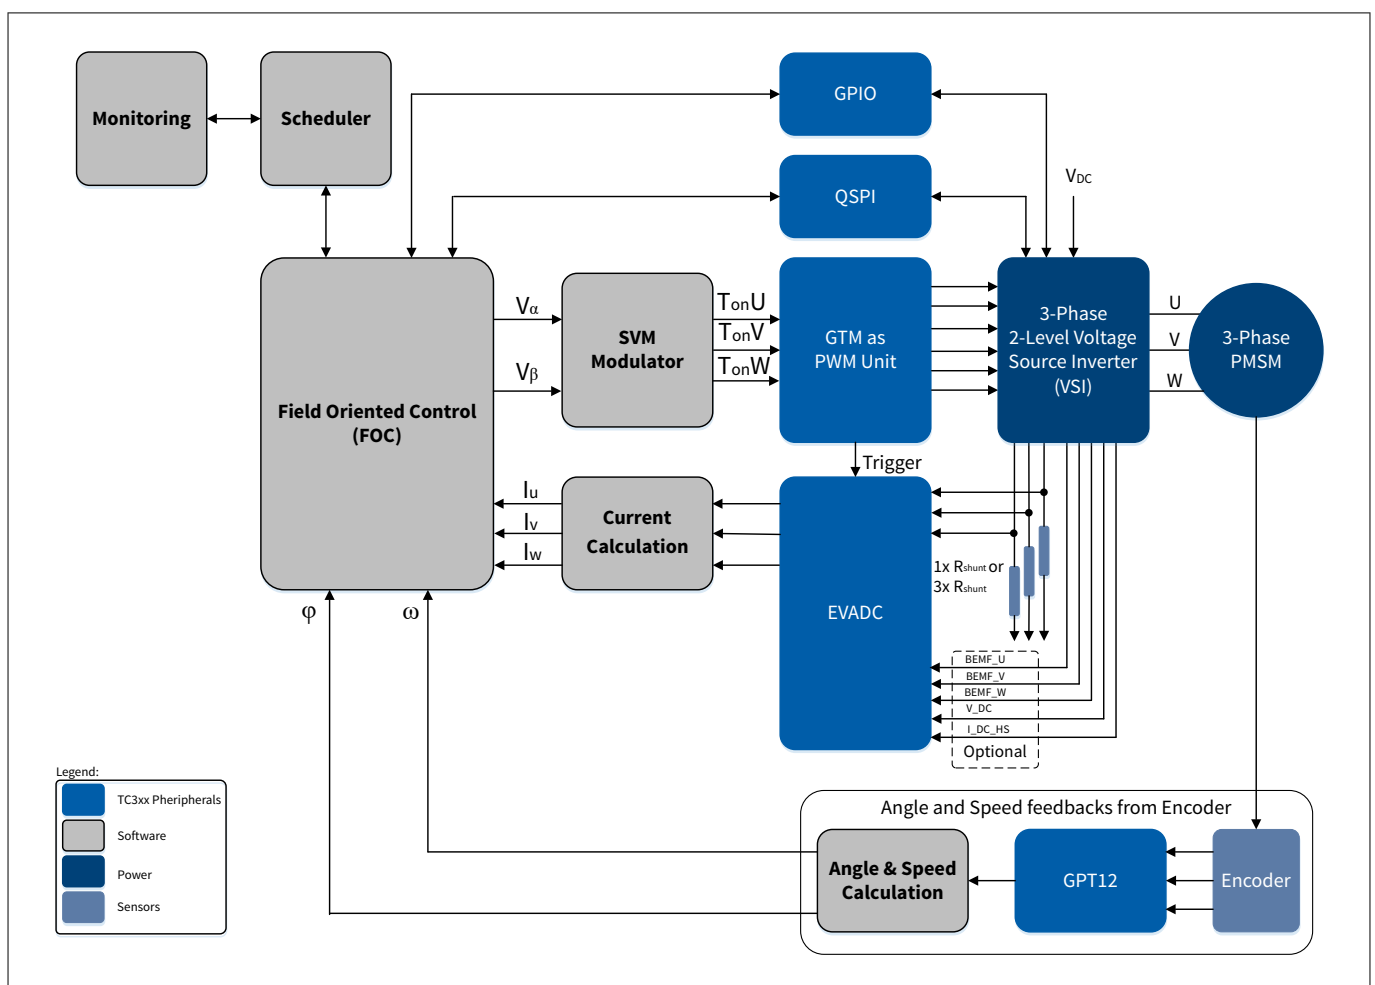 Monitoring
Scheduler
GPIO
QSPI
VDC
Field Oriented Control
(FOC)
Vα
Vβ
SVM
Modulator
TonU
TonV
TonW
GTM as
PWM Unit
3-Phase
2-Level Voltage
Source Inverter
(VSI)
U
V
W
3-Phase
PMSM
Trigger
Iu
Iv
Iw
Current
Calculation
EVADC
1x Rshunt or
3x Rshunt
BEMF_U
BEMF_V
BEMF_W
V_DC
I_DC_HS
Optional
φ
ω
Legend:
TC3xx Pheripherals
Software
Power
Sensors
Angle and Speed feedbacks from Encoder
Angle & Speed
Calculation
GPT12
Encoder